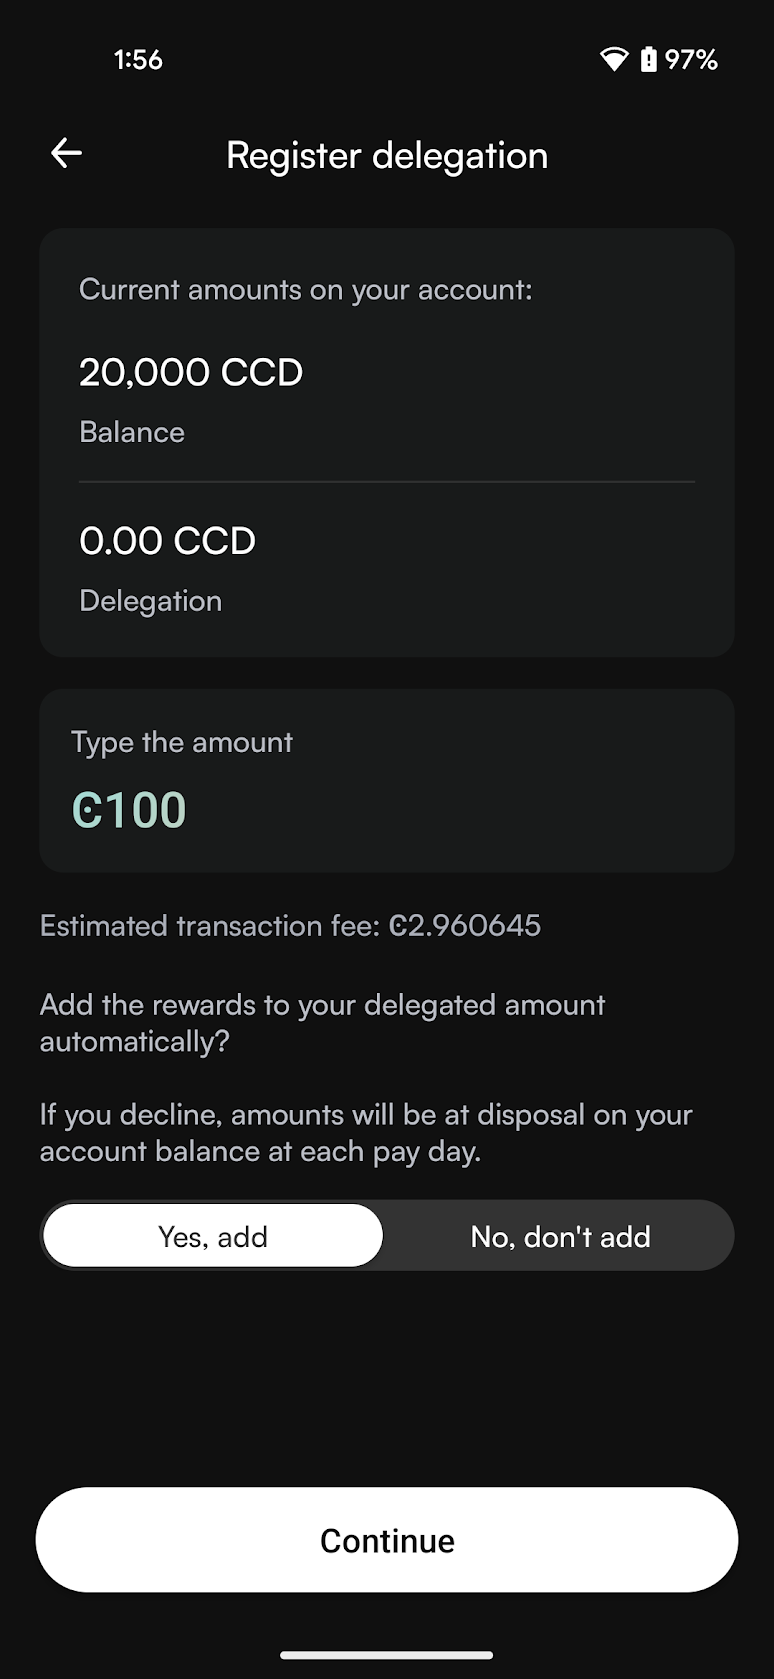 1:56
97%
Register delegation
Current amounts on your account:
20,000 CCD
Balance
0.00 CCD
Delegation
Type the amount
Ͼ100
Estimated transaction fee: Ͼ2.960645
Add the rewards to your delegated amount
automatically?
If you decline, amounts will be at disposal on your
account balance at each pay day.
Yes, add
No, don't add
Continue